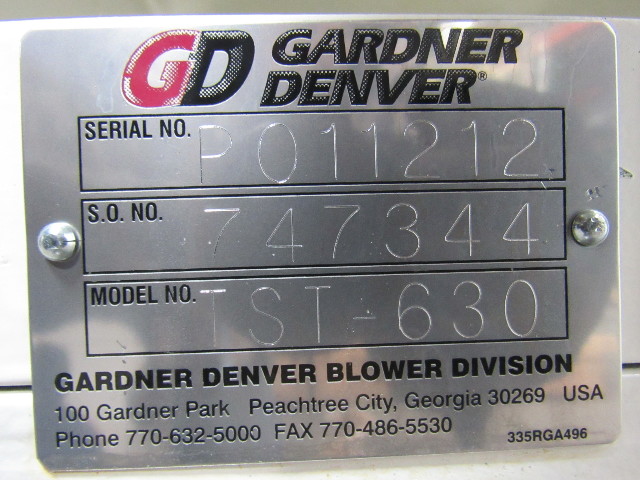 GD GARDNER
DENVER®
SERIAL NO. P011212
S.O. NO. 747344
MODEL NO. TST-630
GARDNER DENVER BLOWER DIVISION
100 Gardner Park Peachtree City, Georgia 30269 USA
Phone 770-632-5000 FAX 770-486-5530
335RGA496